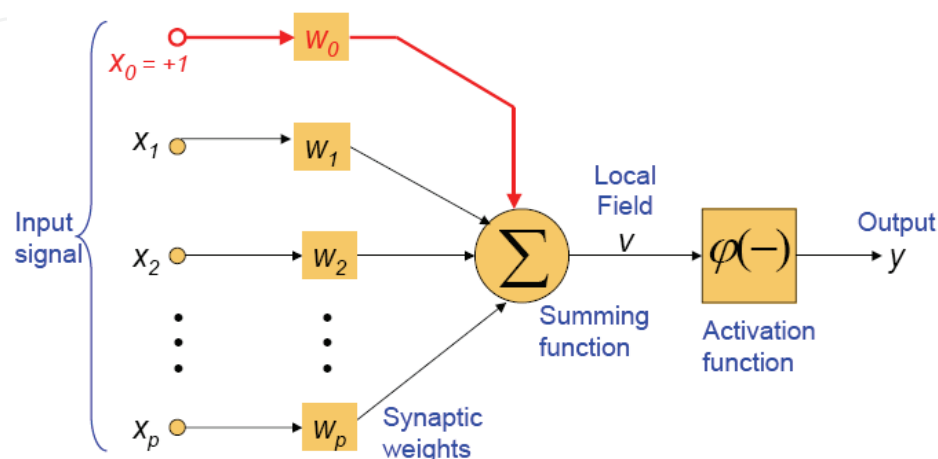 x0 = +1
w0
x1
w1
Input
signal
x2
w2
xp
wp
Synaptic
weights
∑
Summing
function
Local
Field
v
φ(−)
Activation
function
Output
y